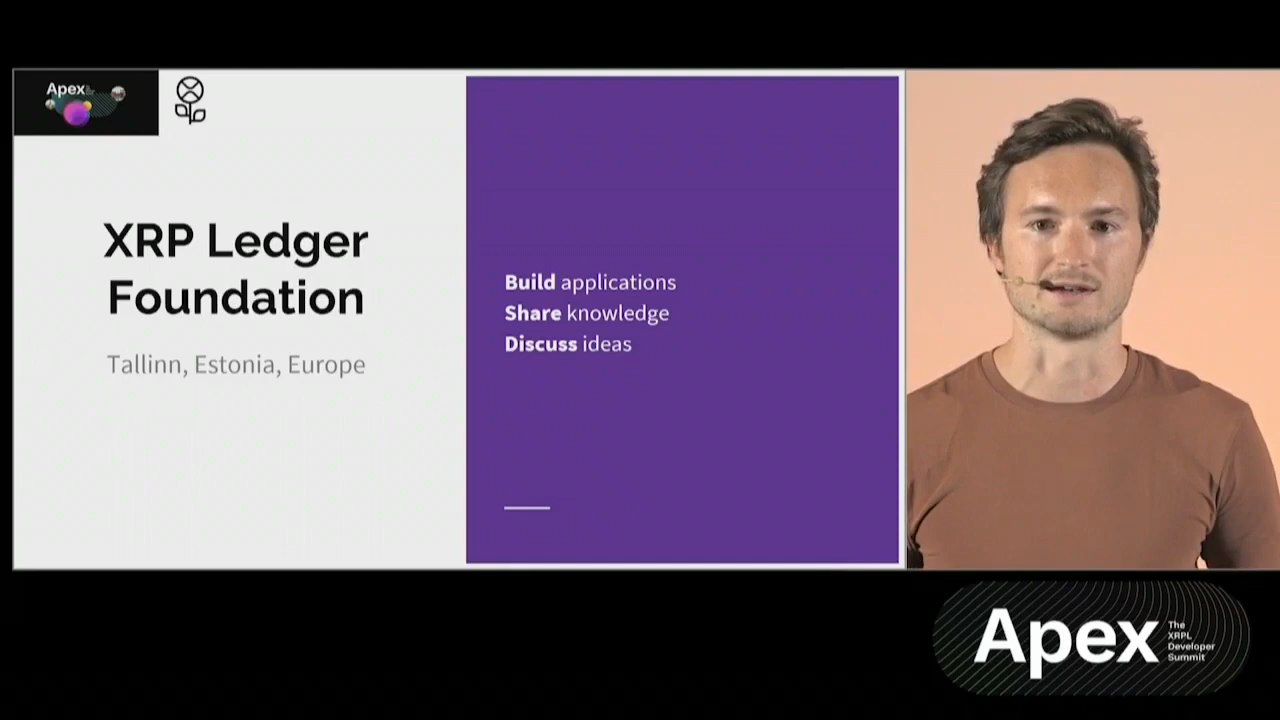 Apex
XRP Ledger
Foundation
Tallinn, Estonia, Europe
Build applications
Share knowledge
Discuss ideas
Apex
The
XRPL
Developer
Summit